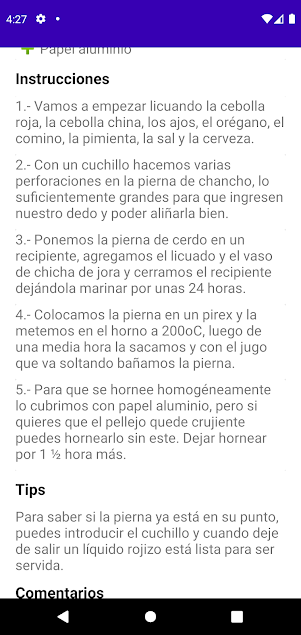 4:27
Papel aluminio
Instrucciones
1.- Vamos a empezar licuando la cebolla
roja, la cebolla china, los ajos, el orégano, el
comino, la pimienta, la sal y la cerveza.
2.- Con un cuchillo hacemos varias
perforaciones en la pierna de chancho, lo
suficientemente grandes para que ingresen
nuestro dedo y poder aliñarla bien.
3.- Ponemos la pierna de cerdo en un
recipiente, agregamos el licuado y el vaso
de chicha de jora y cerramos el recipiente
dejándola marinar por unas 24 horas.
4.- Colocamos la pierna en un pirex y la
metemos en el horno a 200oC, luego de
una media hora la sacamos y con el jugo
que va soltando bañamos la pierna.
5.- Para que se hornee homogéneamente
lo cubrimos con papel aluminio, pero si
quieres que el pellejo quede crujiente
puedes hornearlo sin este. Dejar hornear
por 1 ½ hora más.
Tips
Para saber si la pierna ya está en su punto,
puedes introducir el cuchillo y cuando deje
de salir un líquido rojizo está lista para ser
servida.
Comentarios